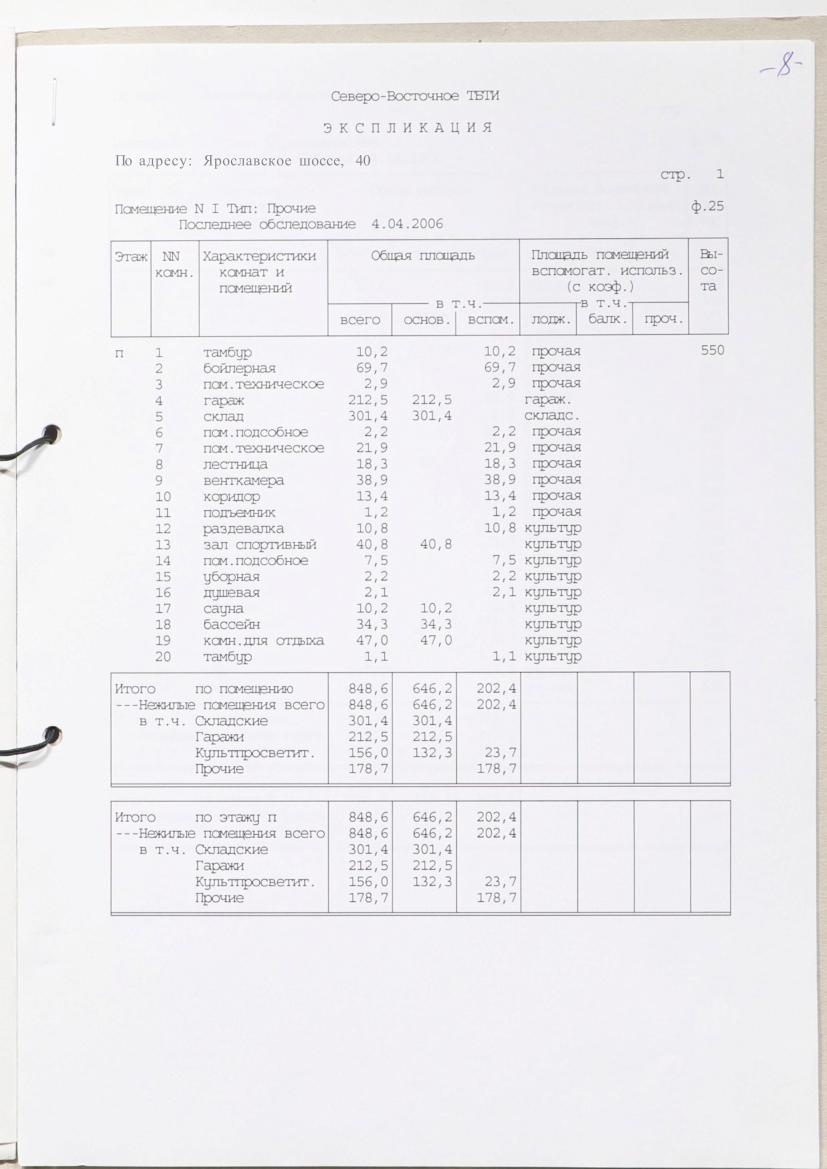 -8-
Северо-Восточное ТБТИ
ЭКСПЛИКАЦИЯ
По адресу: Ярославское шоссе, 40
стр. 1
Помещение N I Тип: Прочие ф.25
Последнее обследование 4.04.2006
Этаж NN Характеристики Общая площадь Площадь помещений Вы-
комн. комнат и вспомогат. использ. со-
помещений (с коэф.) та
в т.ч. в т.ч.
всего основ. вспом. лодж. балк. проч.
п 1 тамбур 10,2 10,2 прочая 550
2 бойлерная 69,7 69,7 прочая
3 пом.техническое 2,9 2,9 прочая
4 гараж 212,5 212,5 гараж.
5 склад 301,4 301,4 складс.
6 пом.подсобное 2,2 2,2 прочая
7 пом.техническое 21,9 21,9 прочая
8 лестница 18,3 18,3 прочая
9 венткамера 38,9 38,9 прочая
10 коридор 13,4 13,4 прочая
11 подъемник 1,2 1,2 прочая
12 раздевалка 10,8 10,8 культур
13 зал спортивный 40,8 40,8 культур
14 пом.подсобное 7,5 7,5 культур
15 уборная 2,2 2,2 культур
16 душевая 2,1 2,1 культур
17 сауна 10,2 10,2 культур
18 бассейн 34,3 34,3 культур
19 комн.для отдыха 47,0 47,0 культур
20 тамбур 1,1 1,1 культур
Итого по помещению 848,6 646,2 202,4
---Нежилые помещения всего 848,6 646,2 202,4
в т.ч. Складские 301,4 301,4
Гаражи 212,5 212,5
Культпросветит. 156,0 132,3 23,7
Прочие 178,7 178,7
Итого по этажу п 848,6 646,2 202,4
---Нежилые помещения всего 848,6 646,2 202,4
в т.ч. Складские 301,4 301,4
Гаражи 212,5 212,5
Культпросветит. 156,0 132,3 23,7
Прочие 178,7 178,7